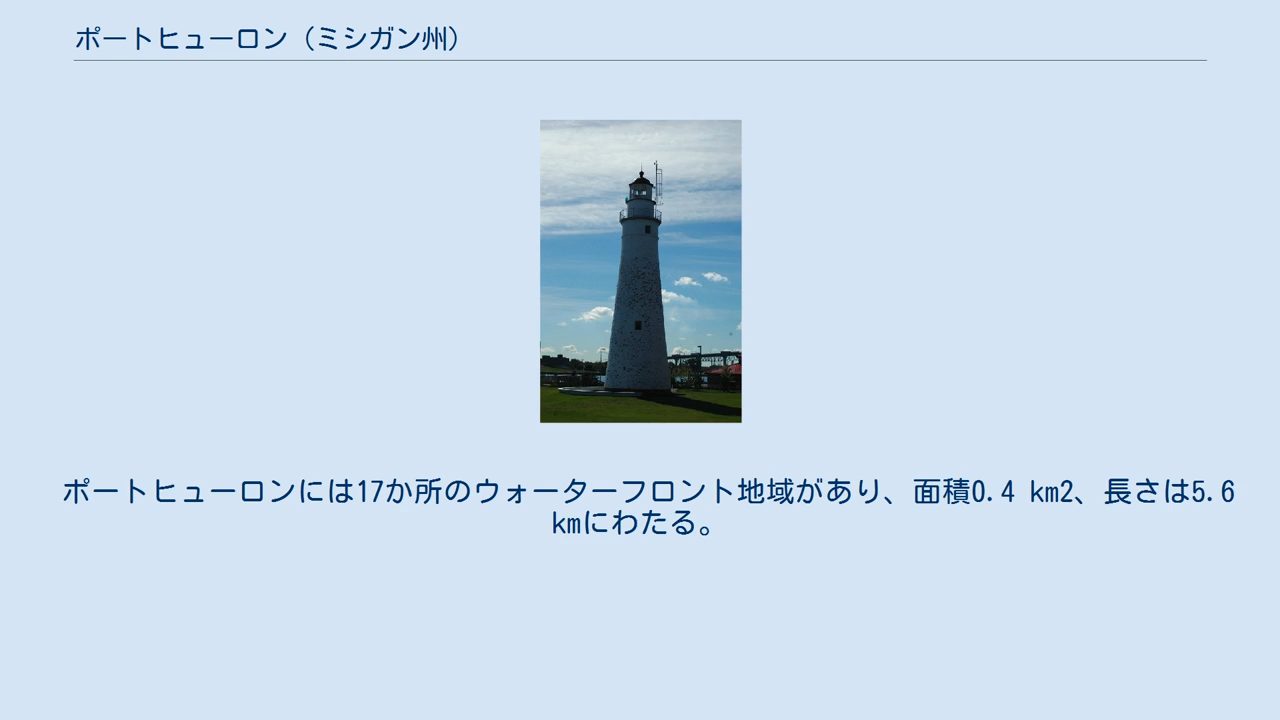 ポートヒューロン（ミシガン州）
ポートヒューロンには17か所のウォーターフロント地域があり、面積0.4 km2、長さは5.6
kmにわたる。